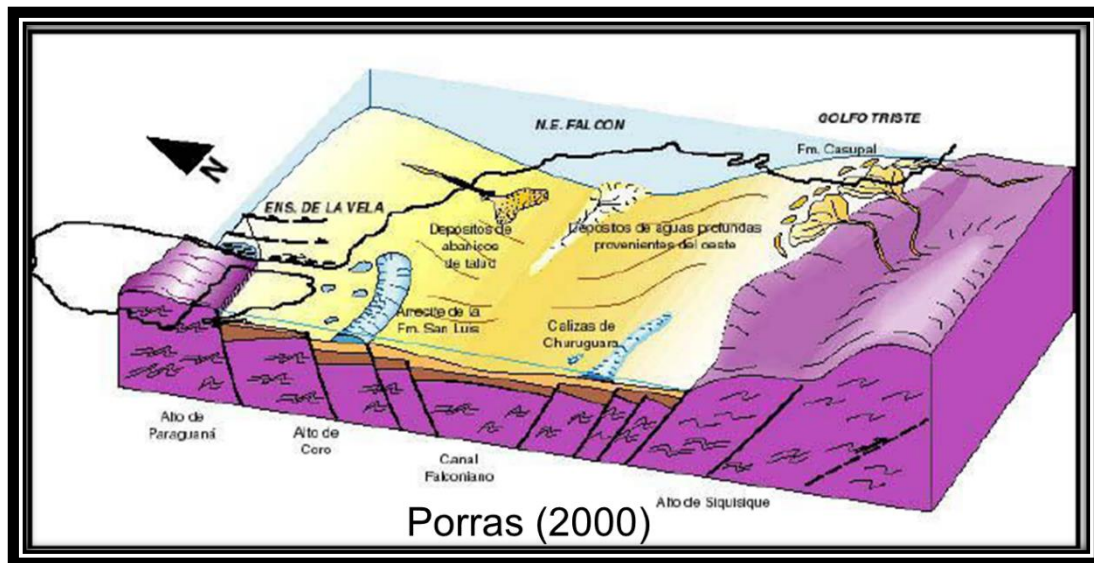 GOLFO TRISTE
N.E. FALCON
Fm. Casupal
N
ENS. DE LA VELA
Depósitos de
abanicos
de talud
Depósitos de aguas profundas
provenientes del oeste
Arrecife de la
Fm. San Luis
Calizas de
Churuguara
Alto de
Paraguaná
Alto de
Coro
Canal
Falconiano
Alto de Siquisique
Porras (2000)